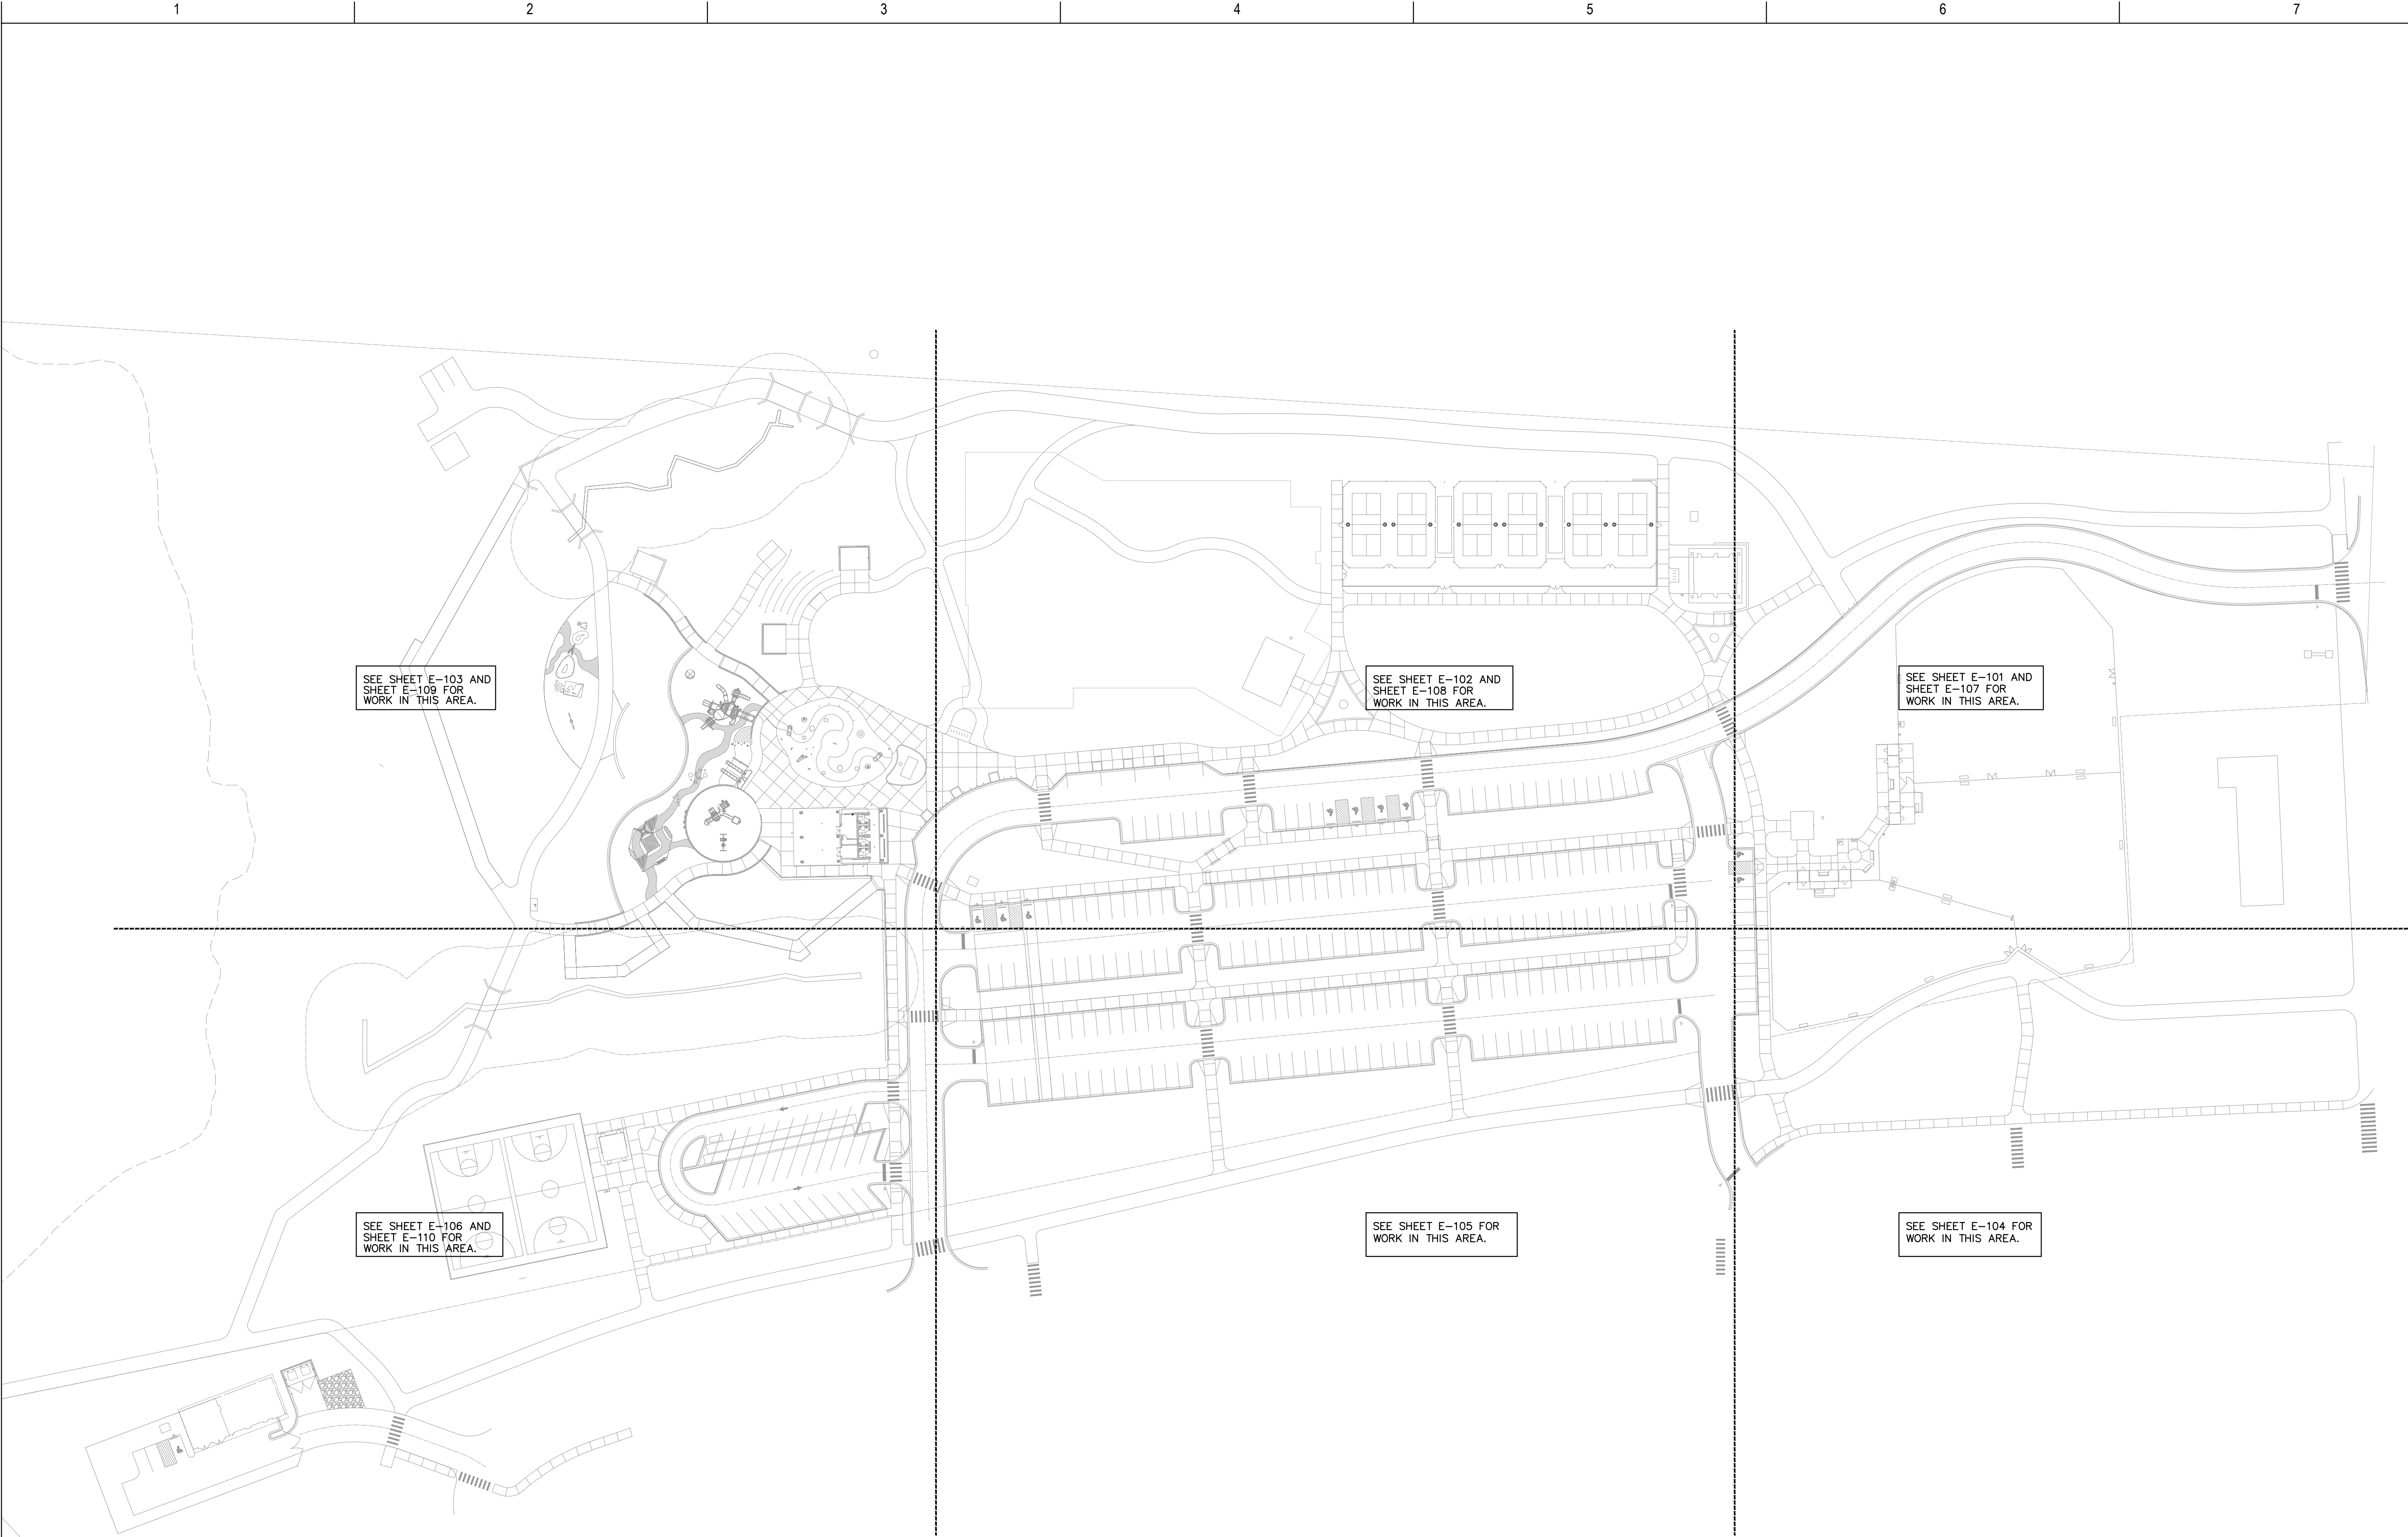 1
2
3
4
5
6
7
SEE SHEET E-103 AND
SHEET E-109 FOR
WORK IN THIS AREA.
SEE SHEET E-102 AND
SHEET E-108 FOR
WORK IN THIS AREA.
SEE SHEET E-101 AND
SHEET E-107 FOR
WORK IN THIS AREA.
SEE SHEET E-106 AND
SHEET E-110 FOR
WORK IN THIS AREA.
SEE SHEET E-105 FOR
WORK IN THIS AREA.
SEE SHEET E-104 FOR
WORK IN THIS AREA.